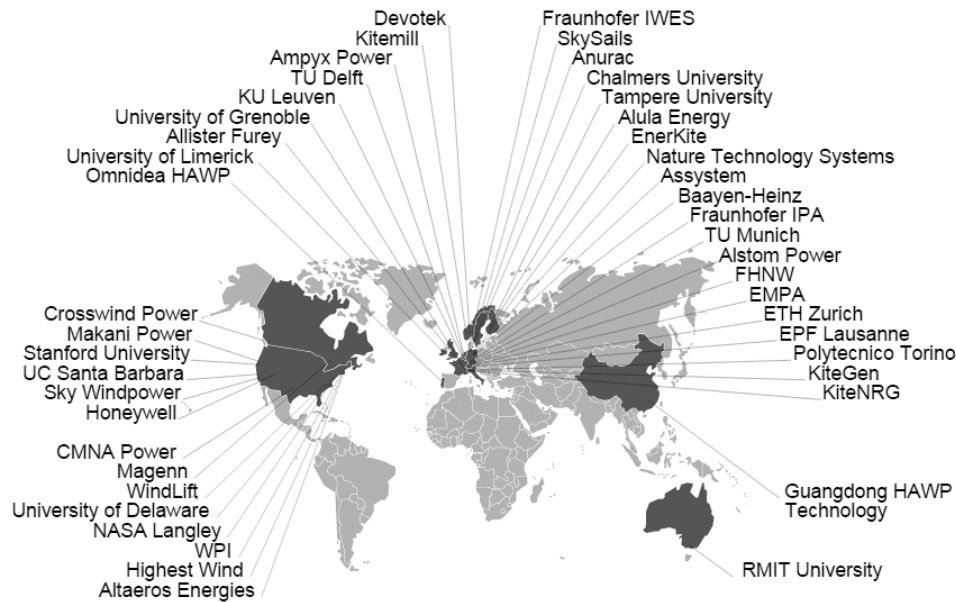 Devotek
Kitemill
Ampyx Power
TU Delft
KU Leuven
University of Grenoble
Allister Furey
University of Limerick
Omnidea HAWP
Fraunhofer IWES
SkySails
Anurac
Chalmers University
Tampere University
Alula Energy
EnerKite
Nature Technology Systems
Assystem
Baayen-Heinz
Fraunhofer IPA
TU Munich
Alstom Power
FHNW
EMPA
ETH Zurich
EPF Lausanne
Polytecnico Torino
KiteGen
KiteNRG
Crosswind Power
Makani Power
Stanford University
UC Santa Barbara
Sky Windpower
Honeywell
CMNA Power
Magenn
WindLift
University of Delaware
NASA Langley
WPI
Highest Wind
Altaeros Energies
Guangdong HAWP
Technology
RMIT University